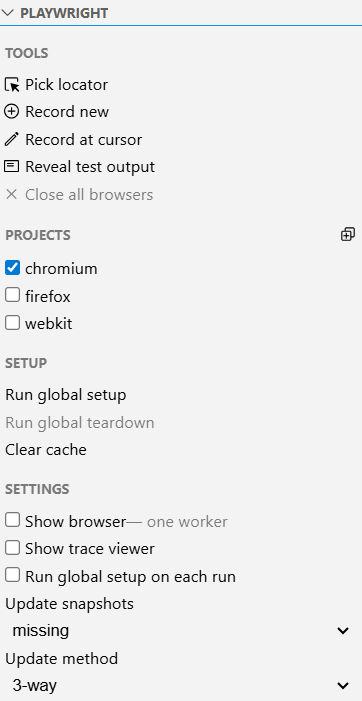 PLAYWRIGHT
TOOLS
Pick locator
Record new
Record at cursor
Reveal test output
Close all browsers
PROJECTS
chromium
firefox
webkit
SETUP
Run global setup
Run global teardown
Clear cache
SETTINGS
Show browser— one worker
Show trace viewer
Run global setup on each run
Update snapshots
missing
Update method
3-way